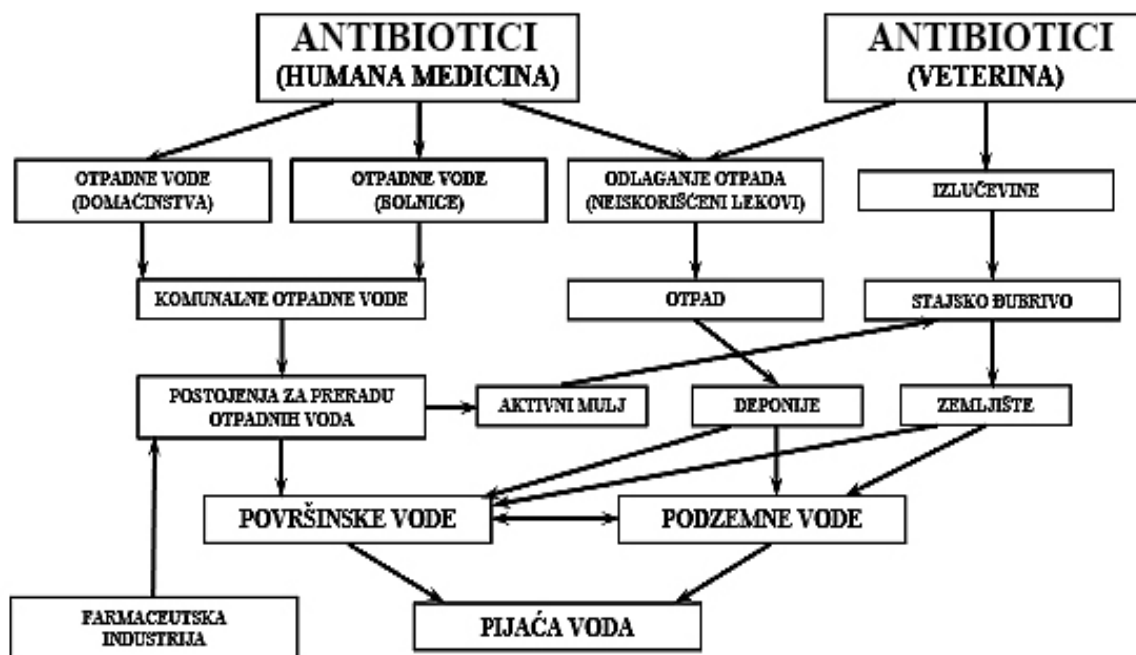 ANTIBIOTICI
(HUMANA MEDICINA)
ANTIBIOTICI
(VETERINA)
OTPADNE VODE
(DOMAĆINSTVA)
OTPADNE VODE
(BOLNICE)
ODLAGANJE OTPADA
(NEISKORIŠĆENI LEKOVI)
IZLUČEVINE
KOMUNALNE OTPADNE VODE
OTPAD
STAJSKO ĐUBRIVO
POSTOJENJA ZA PRERADU
OTPADNIH VODA
AKTIVNI MULJ
DEPONIJE
ZEMLJIŠTE
POVRŠINSKE VODE
PODZEMNE VODE
FARMACEUTSKA
INDUSTRIJA
PIJAĆA VODA